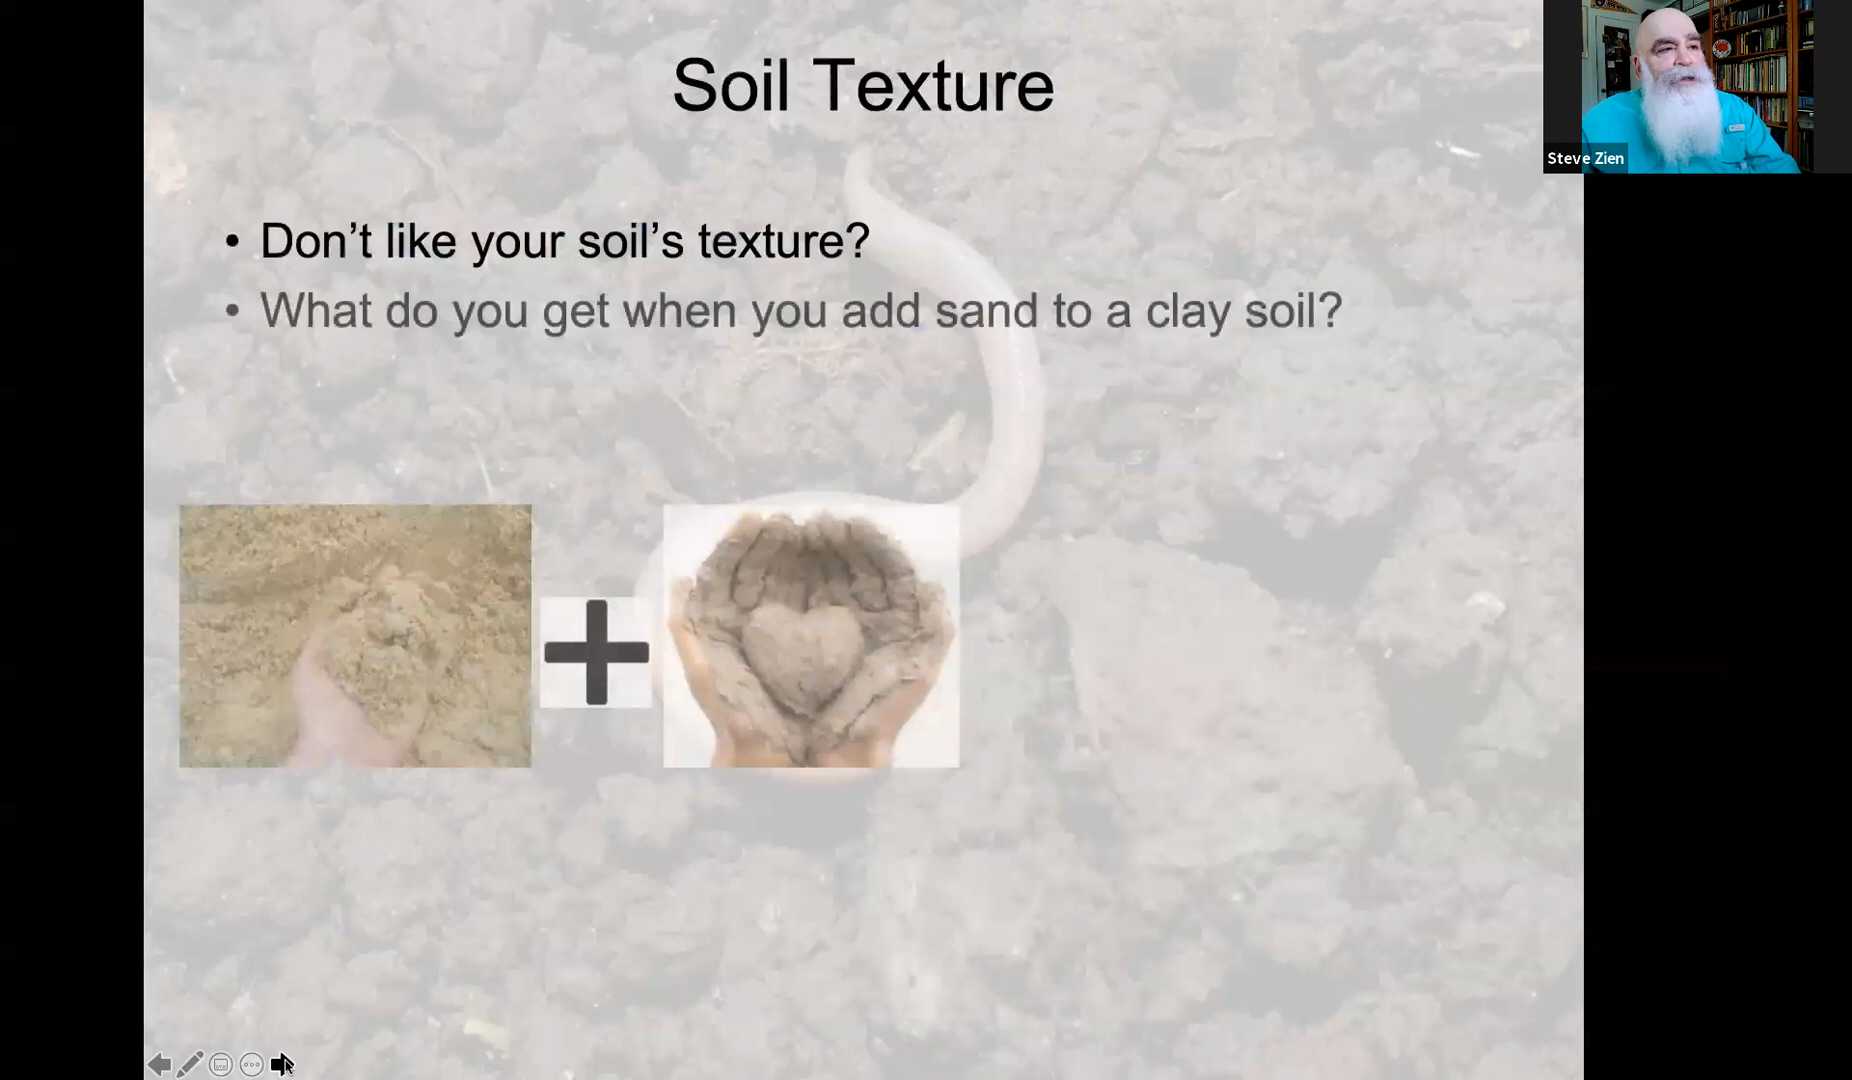 Soil Texture
Steve Zien
• Don’t like your soil’s texture?
• What do you get when you add sand to a clay soil?